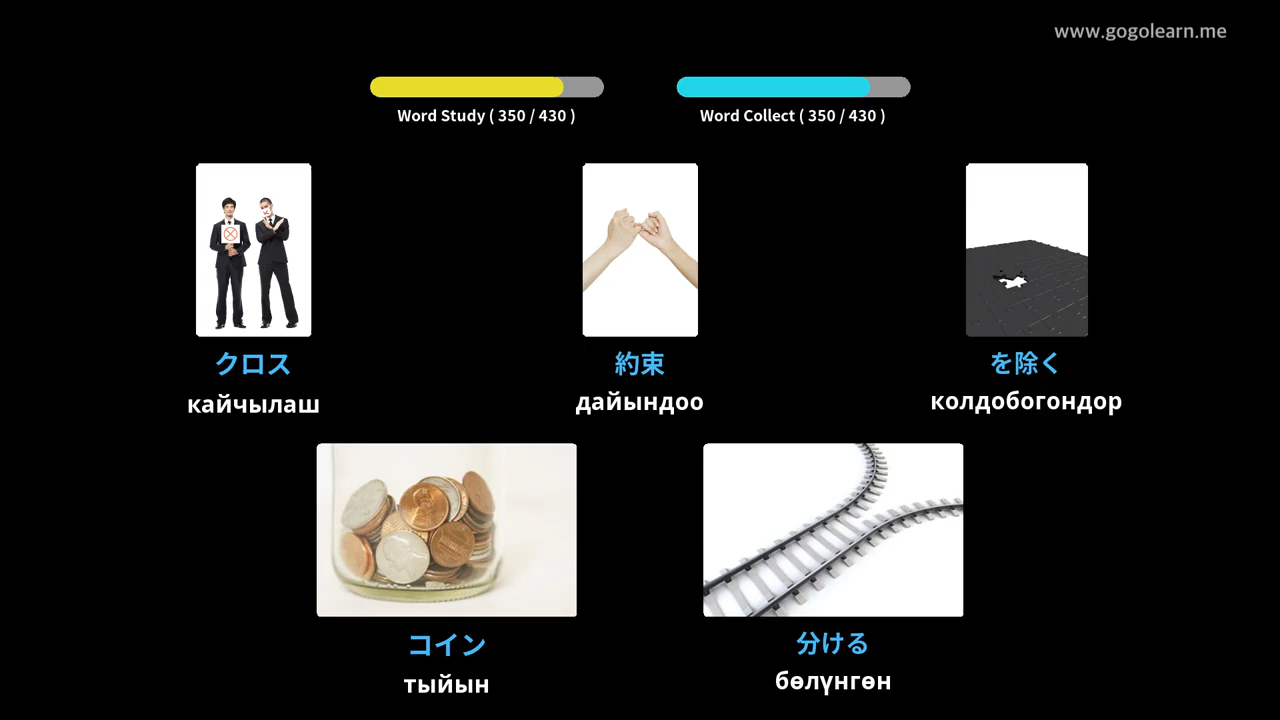 www.gogolearn.me
Word Study ( 350 / 430 )
Word Collect ( 350 / 430 )
クロス
約束
を除く
кайчылаш
дайындоо
колдобогондор
コイン
分ける
тыйын
бөлүнгөн